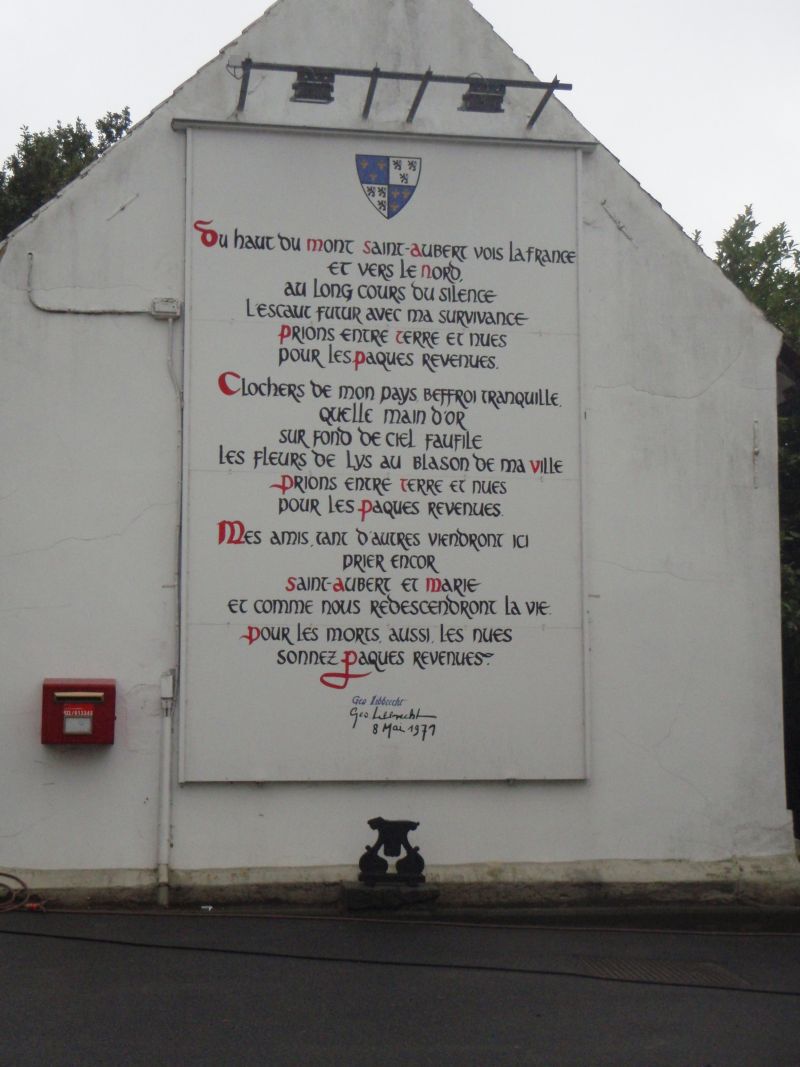 Du haut du mont saint-aubert vois la france
et vers le nord,
au long cours du silence
l'escaut futur avec ma survivance
prions entre terre et nues
pour les paques revenues.
Clochers de mon pays, beffroi tranquille,
quelle main d'or
sur fond de ciel faufile
les fleurs de lys au blason de ma ville
prions entre terre et nues
pour les paques revenues.
Mes amis, tant d'autres viendront ici
prier encor
saint-aubert et marie
et comme nous redescendront la vie.
pour les morts, aussi, les nues
sonnez paques revenues.
Geo Libbrecht
Geo Libbrecht
8 Mai 1971